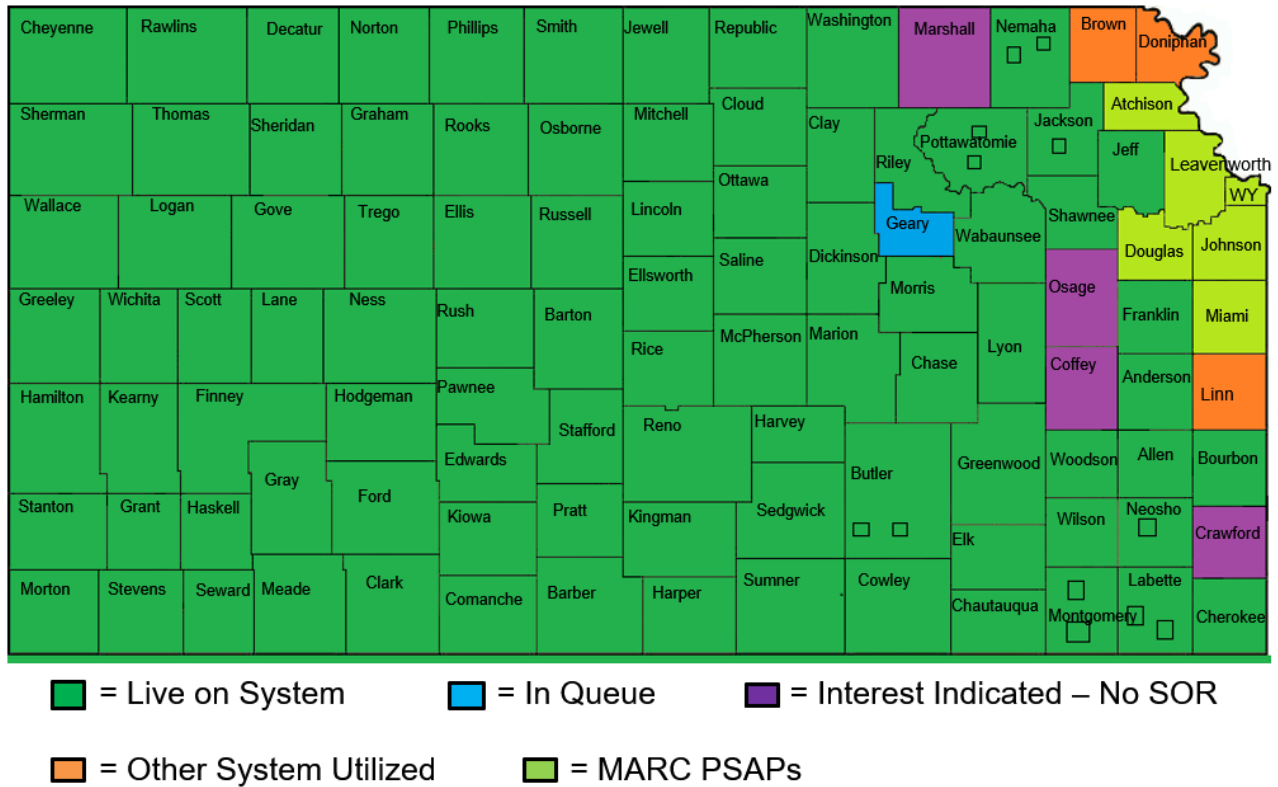 Cheyenne Rawlins Decatur Norton Phillips Smith Jewell Republic Washington Marshall Nemaha Brown Doniphan
Sherman Thomas Sheridan Graham Rooks Osborne Mitchell Cloud Clay Riley Pottawatomie Jackson Atchison
Jeff Leavenworth
WY
Wallace Logan Gove Trego Ellis Russell Lincoln Ottawa Geary Wabaunsee Shawnee
Ellsworth Saline Dickinson Morris Osage Douglas Johnson
Greeley Wichita Scott Lane Ness Rush Barton Rice McPherson Marion Chase Lyon Coffey Franklin Miami
Hamilton Kearny Finney Hodgeman Pawnee Anderson Linn
Stafford Reno Harvey
Edwards Butler Greenwood Woodson Allen Bourbon
Gray Ford
Stanton Grant Haskell Kiowa Pratt Kingman Sedgwick Wilson Neosho Crawford
Elk
Morton Stevens Seward Meade Clark Comanche Barber Harper Sumner Cowley Chautauqua Montgomery Labette Cherokee
= Live on System = In Queue = Interest Indicated – No SOR
= Other System Utilized = MARC PSAPs